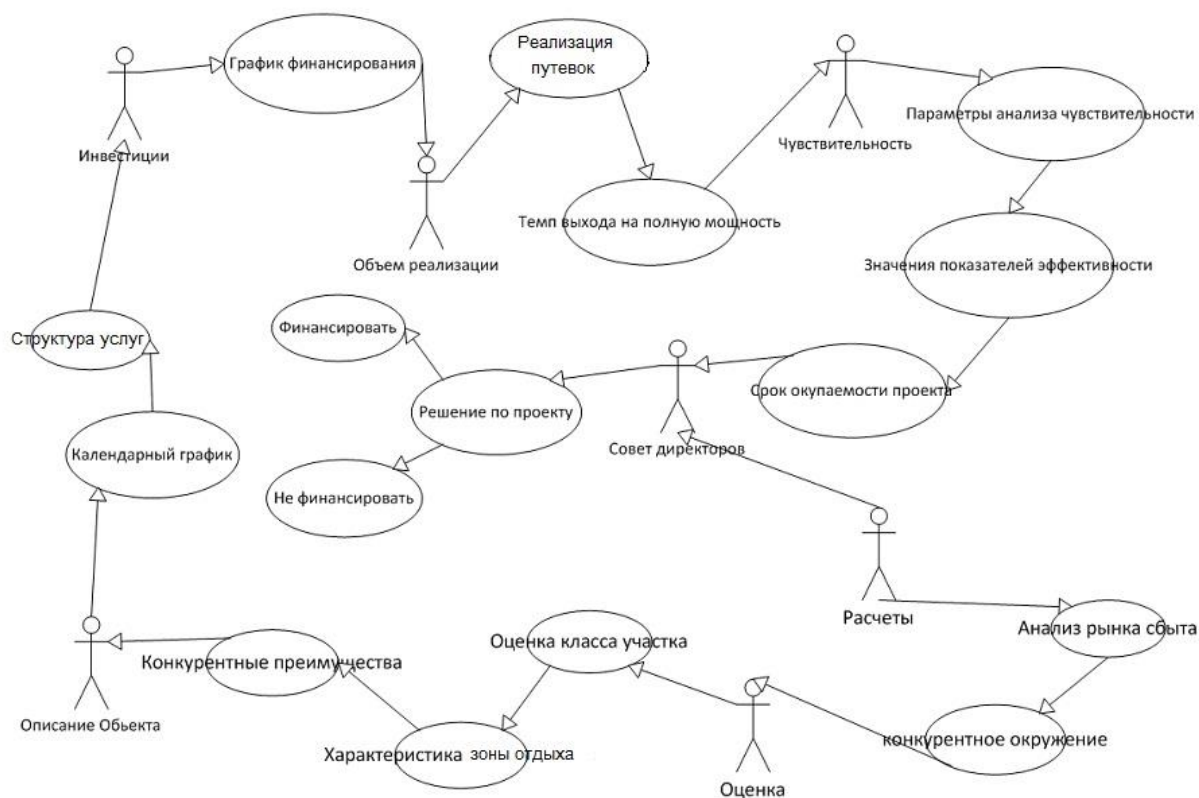 График финансирования
Реализация
путевок
Инвестиции
Чувствительность
Параметры анализа чувствительности
Объем реализации
Темп выхода на полную мощность
Значения показателей эффективности
Структура услуг
Финансировать
Решение по проекту
Срок окупаемости проекта
Совет директоров
Календарный график
Не финансировать
Расчеты
Анализ рынка сбыта
Оценка класса участка
Конкурентные преимущества
Описание Обьекта
Характеристика зоны отдыха
конкурентное окружение
Оценка